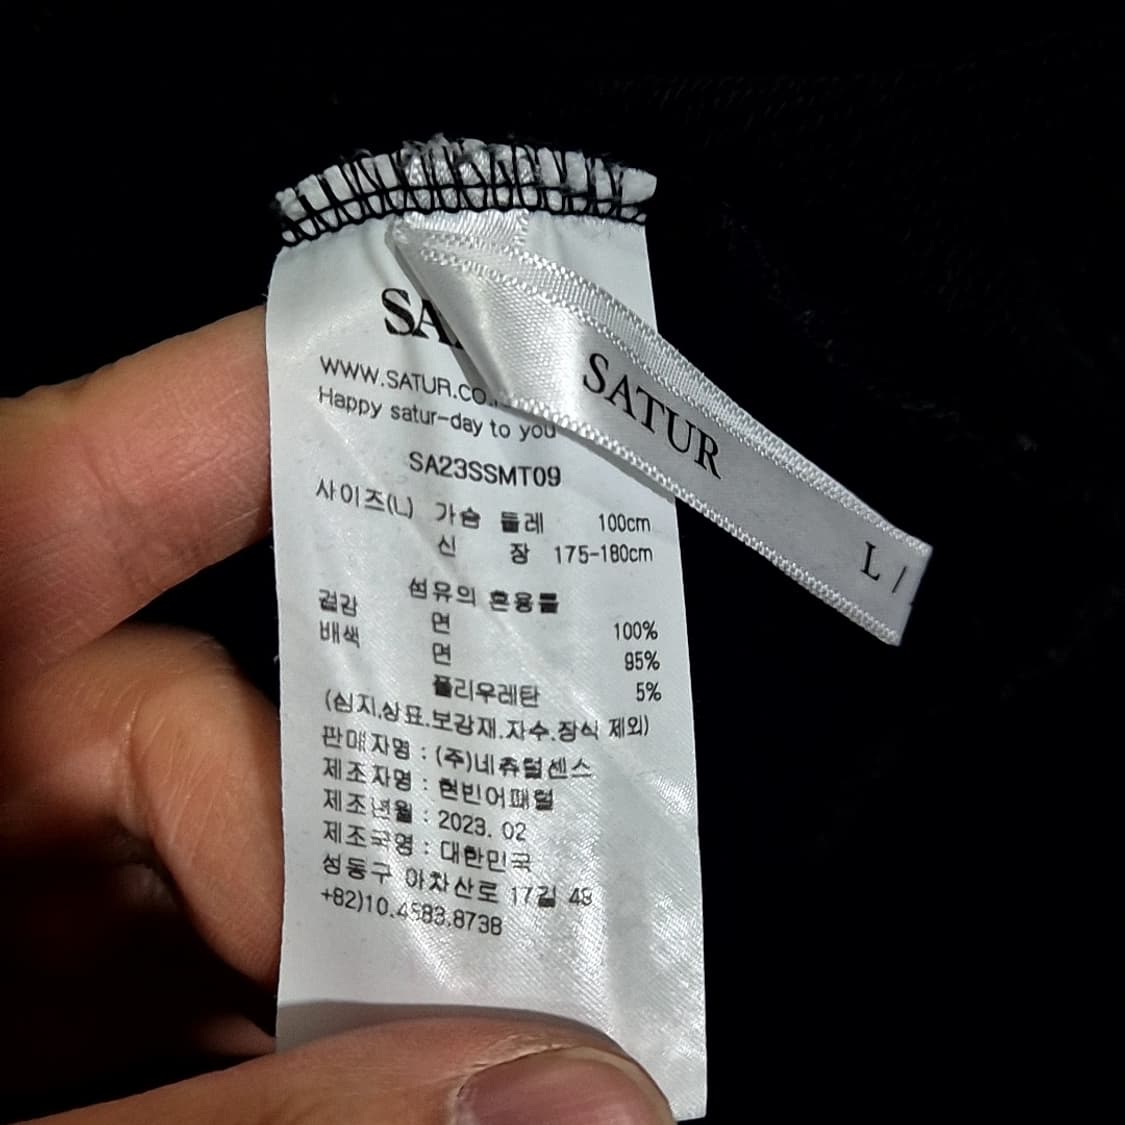 SA
WWW.SATUR.CO.
Happy satur-day to you
SA23SSMT09
사이즈(L) 가슴 둘레 100cm
신 장 175-180cm
섬유의 혼용률
겉감 면 100%
배색 면 95%
폴리우레탄 5%
(심지.상표.보강재.자수.장식 제외)
판매자명 : (주)네츄럴센스
제조자명 : 현빈어패럴
제조년월 : 2023. 02
제조국명 : 대한민국
성동구 아차산로 17길 48
+82)10.4583.8738
SATUR
L /